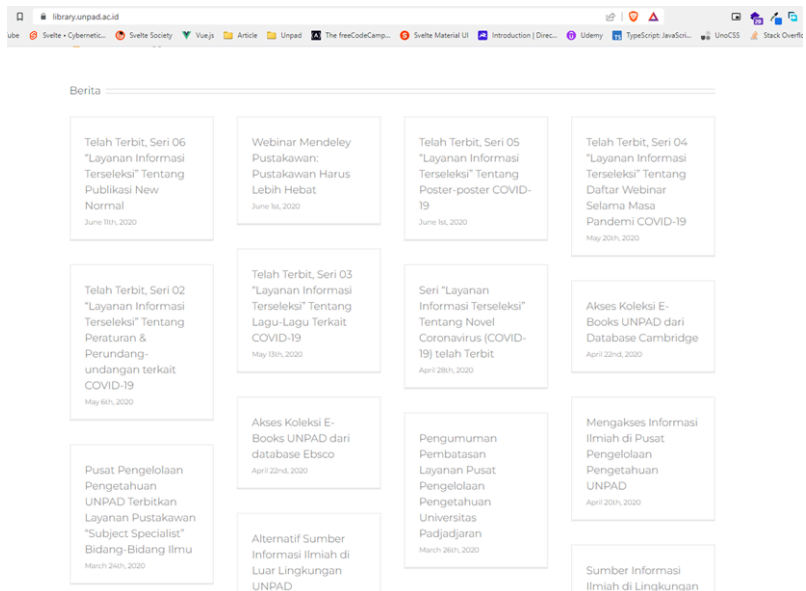 library.unpad.ac.id
ube
Svelte • Cybernetic...
Svelte Society
Vue.js
Article
Unpad
The freeCodeCamp...
Svelte Material UI
Introduction | Direc...
Udemy
TypeScript: JavaScri...
UnoCSS
Stack Overflo
Berita
Telah Terbit, Seri 06
"Layanan Informasi
Terseleksi" Tentang
Publikasi New
Normal
June 11th, 2020
Webinar Mendeley
Pustakawan:
Pustakawan Harus
Lebih Hebat
June 1st, 2020
Telah Terbit, Seri 05
"Layanan Informasi
Terseleksi" Tentang
Poster-poster COVID-
19
June 1st, 2020
Telah Terbit, Seri 04
"Layanan Informasi
Terseleksi" Tentang
Daftar Webinar
Selama Masa
Pandemi COVID-19
May 20th, 2020
Telah Terbit, Seri 02
"Layanan Informasi
Terseleksi" Tentang
Peraturan &
Perundang-
undangan terkait
COVID-19
May 6th, 2020
Telah Terbit, Seri 03
"Layanan Informasi
Terseleksi" Tentang
Lagu-Lagu Terkait
COVID-19
May 13th, 2020
Seri "Layanan
Informasi Terseleksi"
Tentang Novel
Coronavirus (COVID-
19) telah Terbit
April 28th, 2020
Akses Koleksi E-
Books UNPAD dari
Database Cambridge
April 22nd, 2020
Akses Koleksi E-
Books UNPAD dari
database Ebsco
April 22nd, 2020
Pengumuman
Pembatasan
Layanan Pusat
Pengelolaan
Pengetahuan
Universitas
Padjadjaran
March 26th, 2020
Mengakses Informasi
Ilmiah di Pusat
Pengelolaan
Pengetahuan
UNPAD
April 20th, 2020
Pusat Pengelolaan
Pengetahuan
UNPAD Terbitkan
Layanan Pustakawan
"Subject Specialist"
Bidang-Bidang Ilmu
March 24th, 2020
Alternatif Sumber
Informasi Ilmiah di
Luar Lingkungan
UNPAD
Sumber Informasi
Ilmiah di Lingkungan